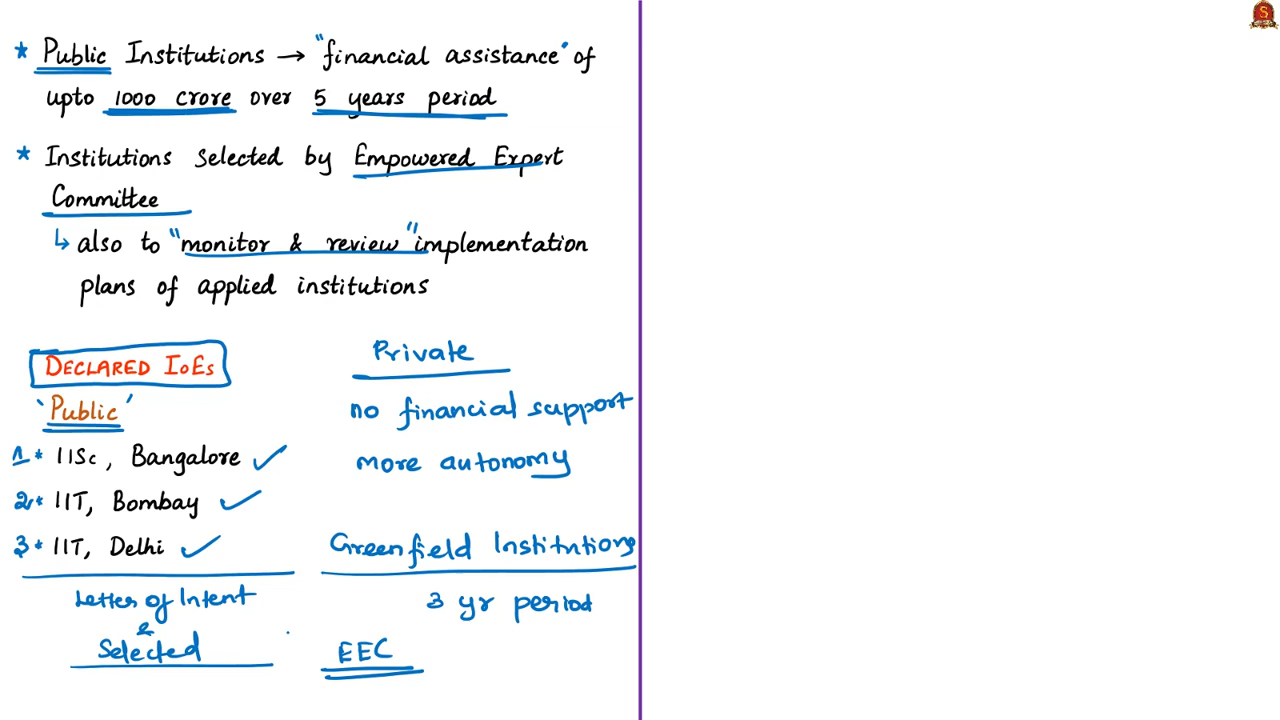 * Public Institutions → "financial assistance" of
upto 1000 crore over 5 years period
* Institutions selected by Empowered Expert
Committee
↳ also to "monitor & review" implementation
plans of applied institutions
DECLARED IOEs
'Public'
1 * IISc, Bangalore ✓
2 * IIT, Bombay ✓
3 * IIT, Delhi ✓
Letter of Intent
&
Selected
Private
no financial support
more autonomy
Greenfield Institutions
3 yr period
EEC
S